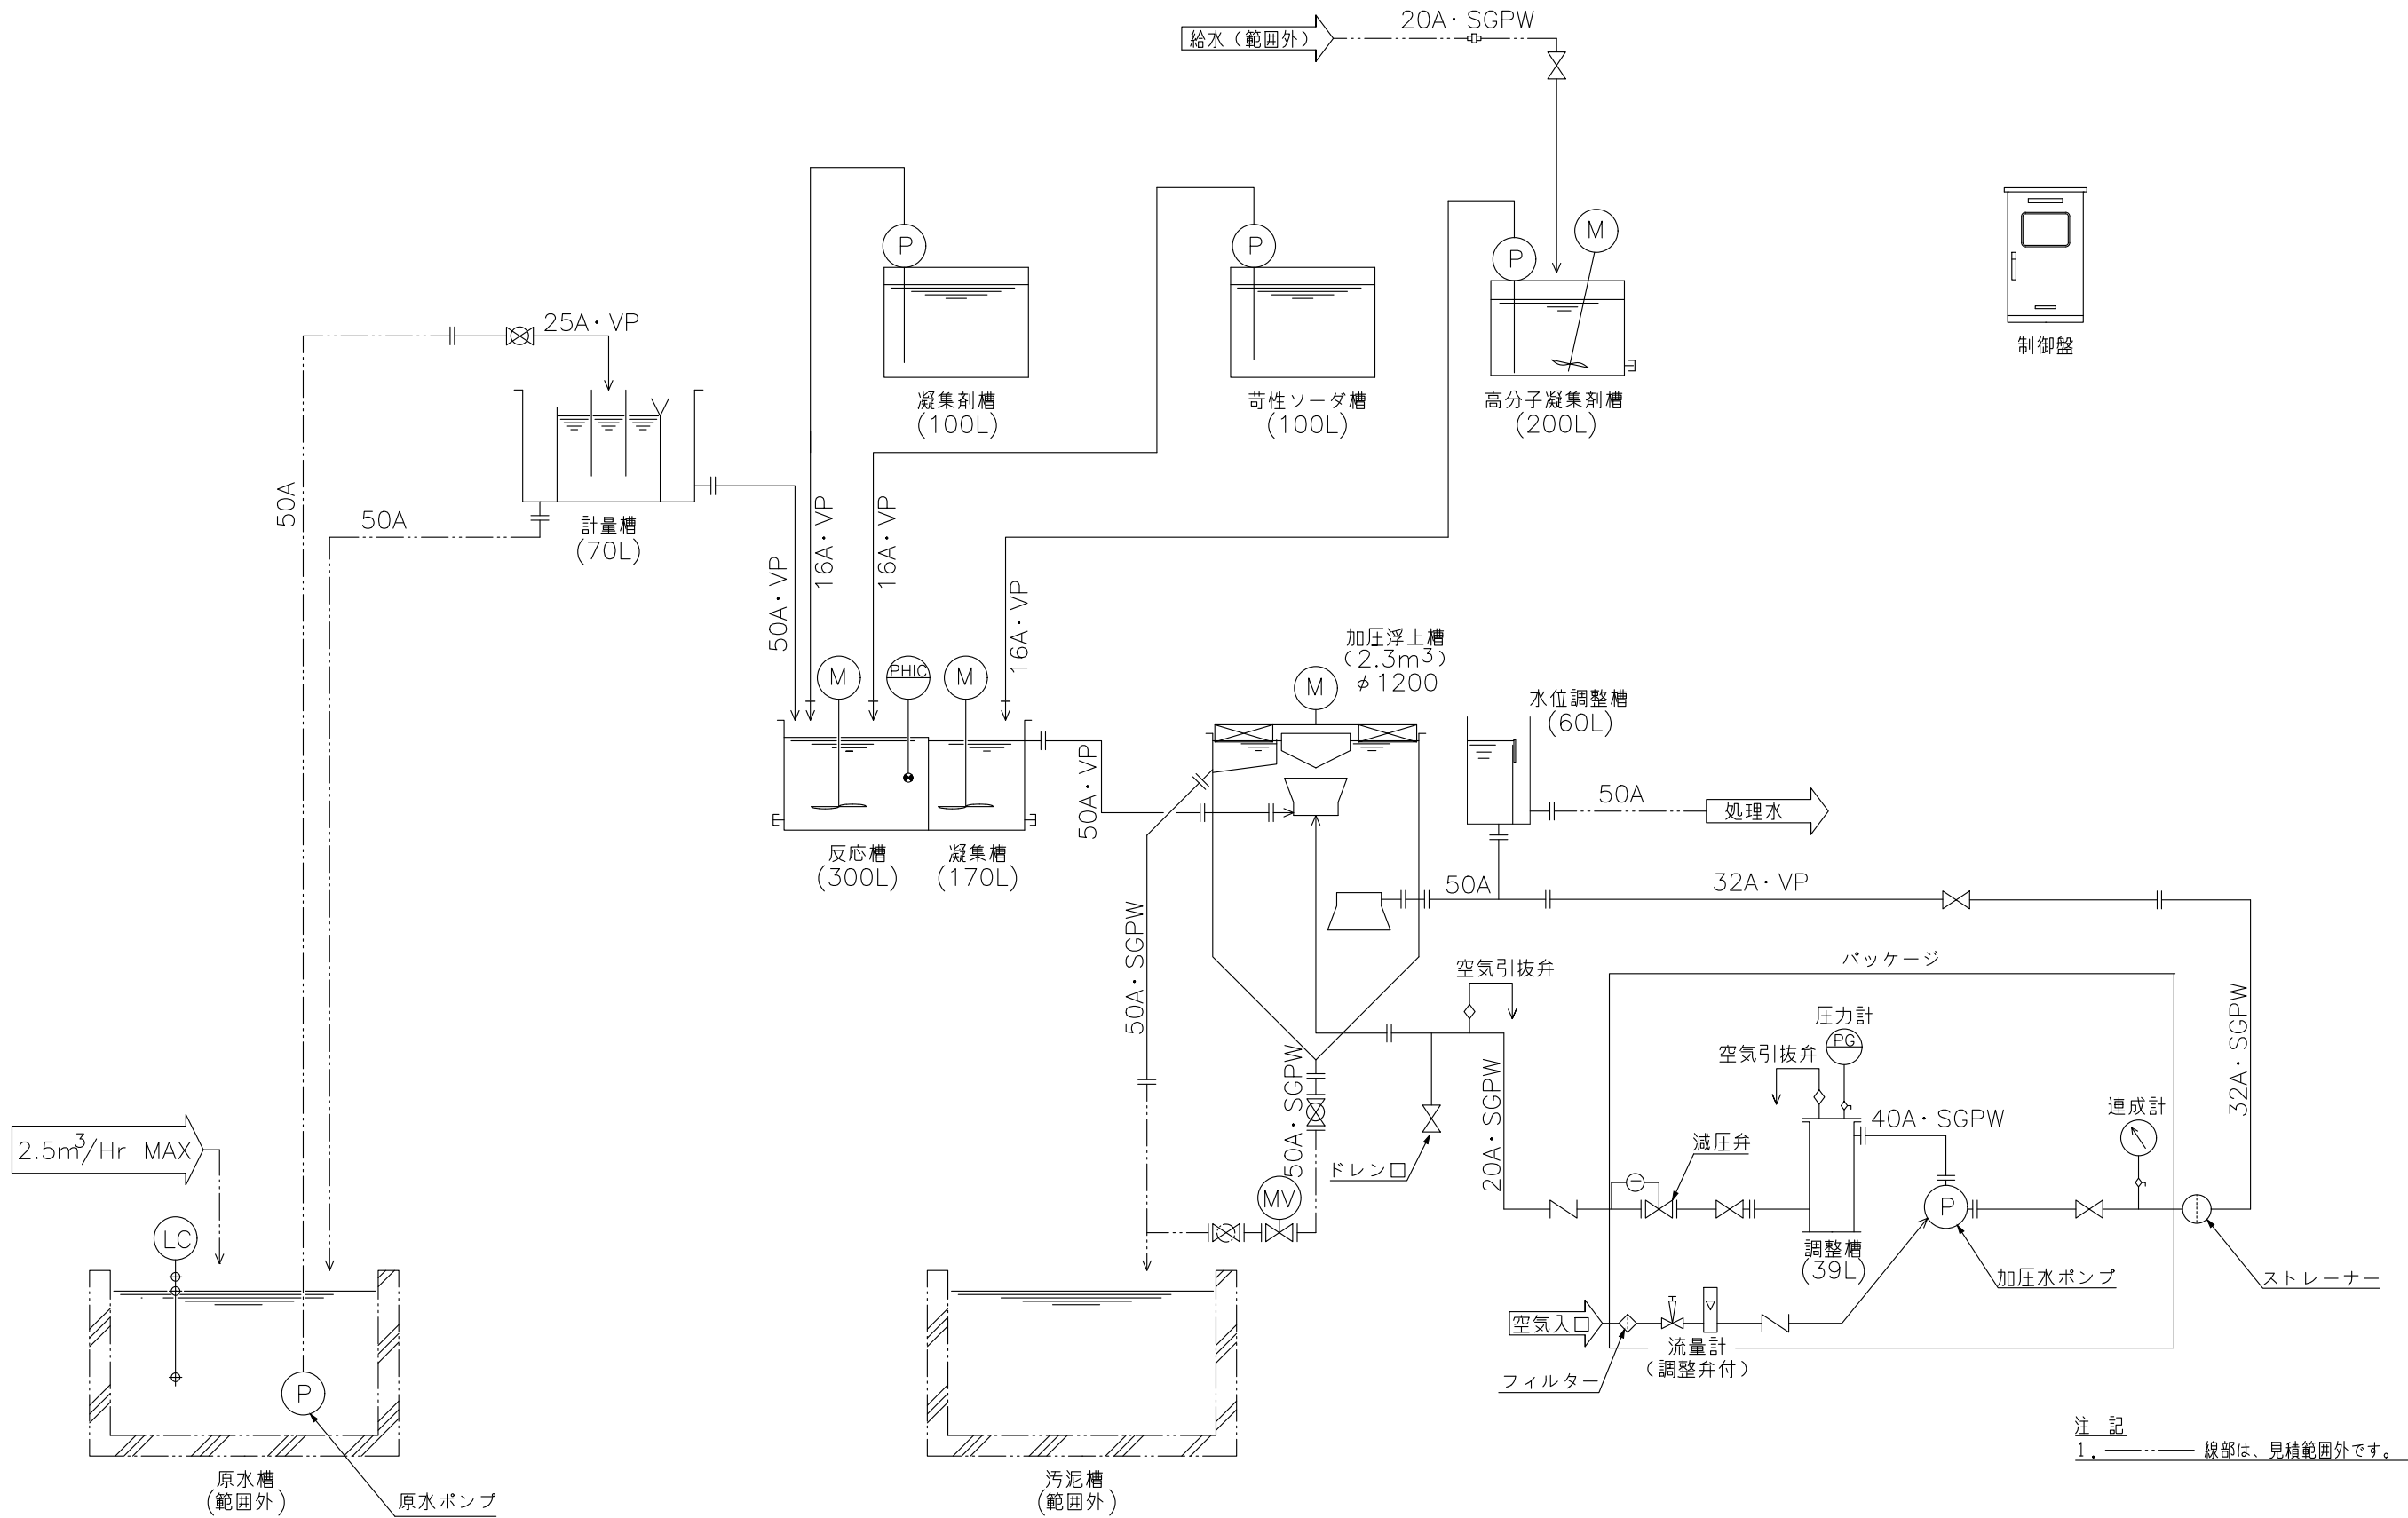 給水（範囲外）
20A・SGPW
P
P
P
M
制御盤
25A・VP
凝集剤槽
(100L)
苛性ソーダ槽
(100L)
高分子凝集剤槽
(200L)
50A
50A
計量槽
(70L)
50A・VP
16A・VP
16A・VP
16A・VP
M
PHIC
M
反応槽
(300L)
凝集槽
(170L)
50A・VP
加圧浮上槽
（2.3m³）
φ1200
M
水位調整槽
(60L)
50A
処理水
50A
32A・VP
50A・SGPW
空気引抜弁
パッケージ
圧力計
PG
空気引抜弁
40A・SGPW
連成計
32A・SGPW
50A・SGPW
ドレン口
20A・SGPW
減圧弁
MV
P
調整槽
(39L)
加圧水ポンプ
ストレーナー
空気入口
流量計
（調整弁付）
フィルター
2.5m³/Hr MAX
LC
P
原水槽
(範囲外)
原水ポンプ
汚泥槽
(範囲外)
注 記
1. 線部は、見積範囲外です。